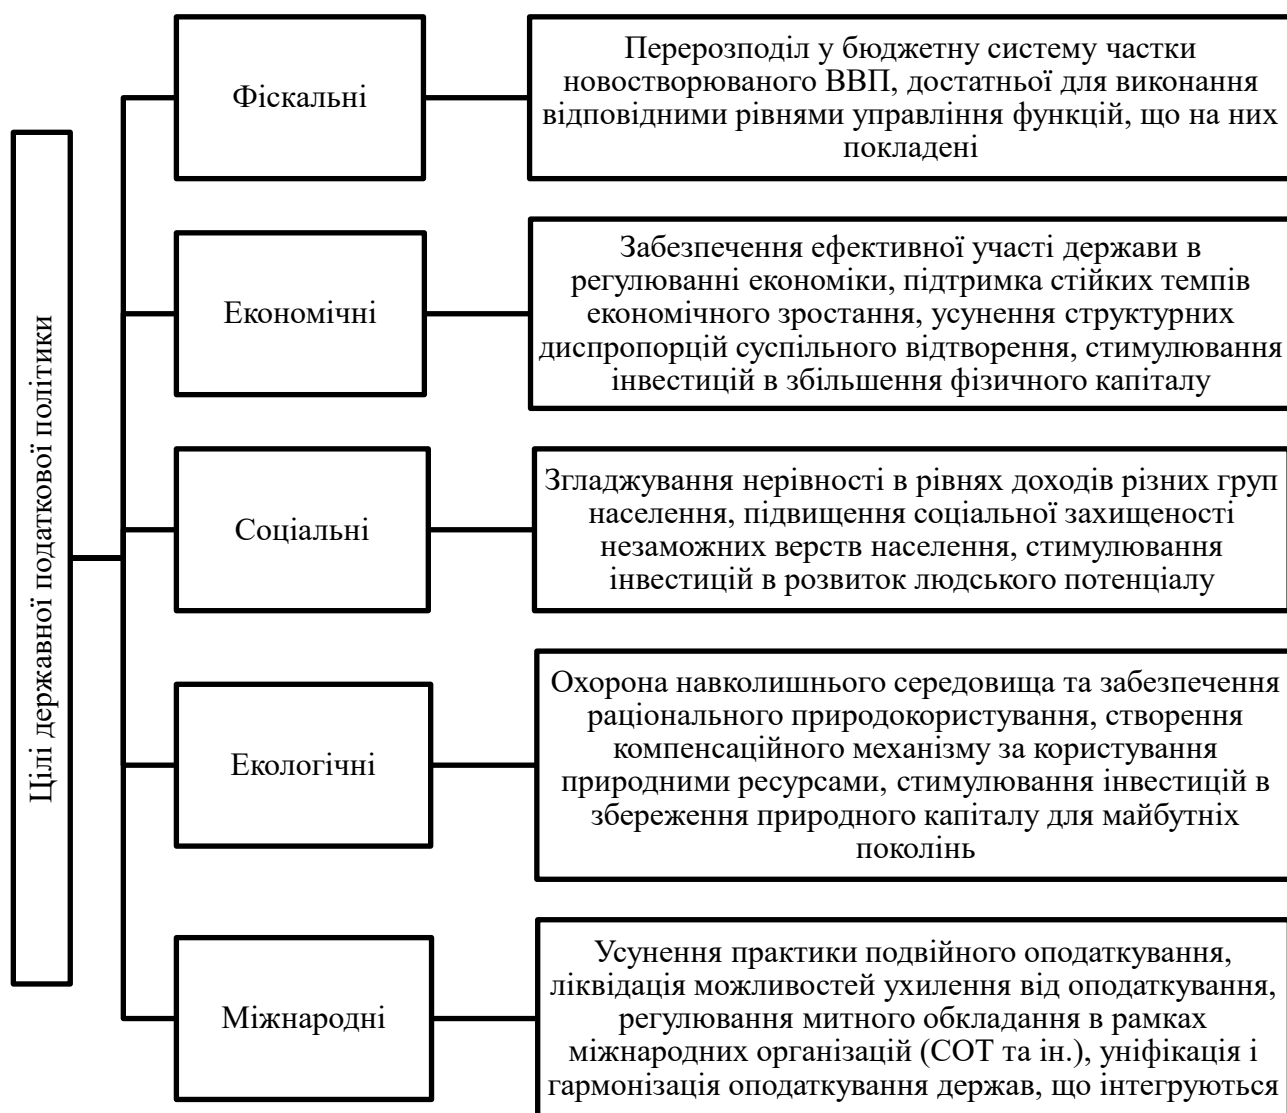 Цілі державної податкової політики
Фіскальні
Перерозподіл у бюджетну систему частки
новостворюваного ВВП, достатньої для виконання
відповідними рівнями управління функцій, що на них
покладені
Економічні
Забезпечення ефективної участі держави в
регулюванні економіки, підтримка стійких темпів
економічного зростання, усунення структурних
диспропорцій суспільного відтворення, стимулювання
інвестицій в збільшення фізичного капіталу
Соціальні
Згладжування нерівності в рівнях доходів різних груп
населення, підвищення соціальної захищеності
незаможних верств населення, стимулювання
інвестицій в розвиток людського потенціалу
Екологічні
Охорона навколишнього середовища та забезпечення
раціонального природокористування, створення
компенсаційного механізму за користування
природними ресурсами, стимулювання інвестицій в
збереження природного капіталу для майбутніх
поколінь
Міжнародні
Усунення практики подвійного оподаткування,
ліквідація можливостей ухилення від оподаткування,
регулювання митного обкладання в рамках
міжнародних організацій (СОТ та ін.), уніфікація і
гармонізація оподаткування держав, що інтегруються